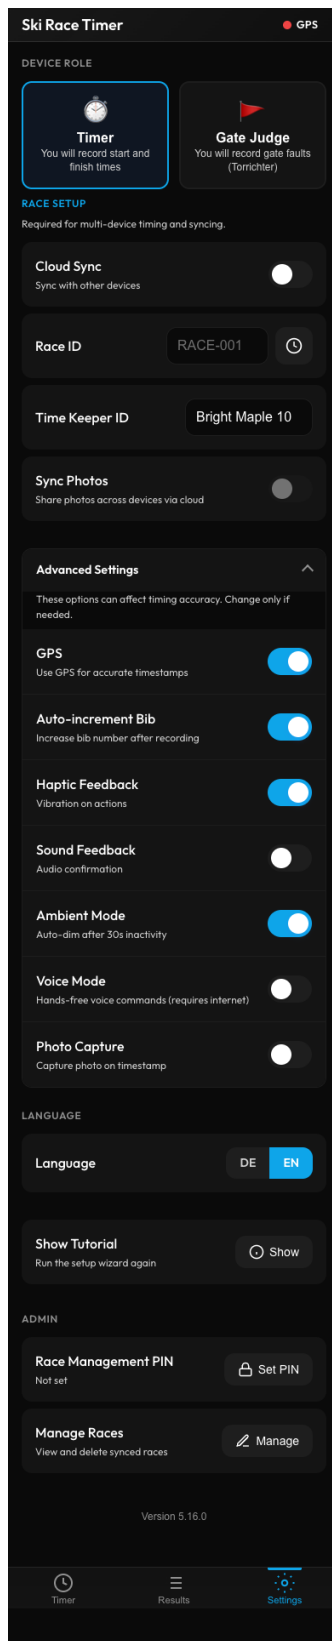 Ski Race Timer
GPS
DEVICE ROLE
Timer
You will record start and
finish times
Gate Judge
You will record gate faults
(Torrichter)
RACE SETUP
Required for multi-device timing and syncing.
Cloud Sync
Sync with other devices
Race ID
RACE-001
Time Keeper ID
Bright Maple 10
Sync Photos
Share photos across devices via cloud
Advanced Settings
These options can affect timing accuracy. Change only if
needed.
GPS
Use GPS for accurate timestamps
Auto-increment Bib
Increase bib number after recording
Haptic Feedback
Vibration on actions
Sound Feedback
Audio confirmation
Ambient Mode
Auto-dim after 30s inactivity
Voice Mode
Hands-free voice commands (requires internet)
Photo Capture
Capture photo on timestamp
LANGUAGE
Language
DE
EN
Show Tutorial
Run the setup wizard again
Show
ADMIN
Race Management PIN
Not set
Set PIN
Manage Races
View and delete synced races
Manage
Version 5.16.0
Timer
Results
Settings